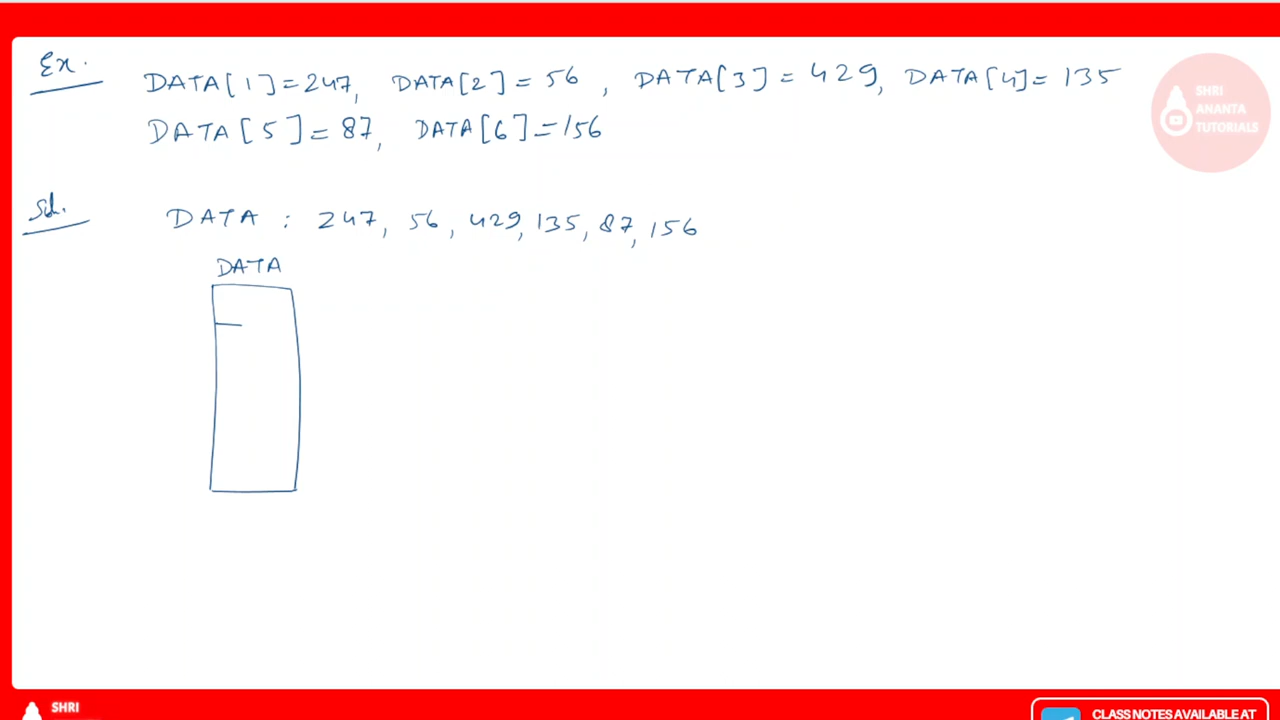 Ex.
DATA[1]=247, DATA[2]=56, DATA[3]=429, DATA[4]=135
DATA[5]=87, DATA[6]=156
Sol.
DATA : 247, 56, 429, 135, 87, 156
DATA
SHRI
ANANTA
TUTORIALS
SHRI
CLASS NOTES AVAILABLE AT